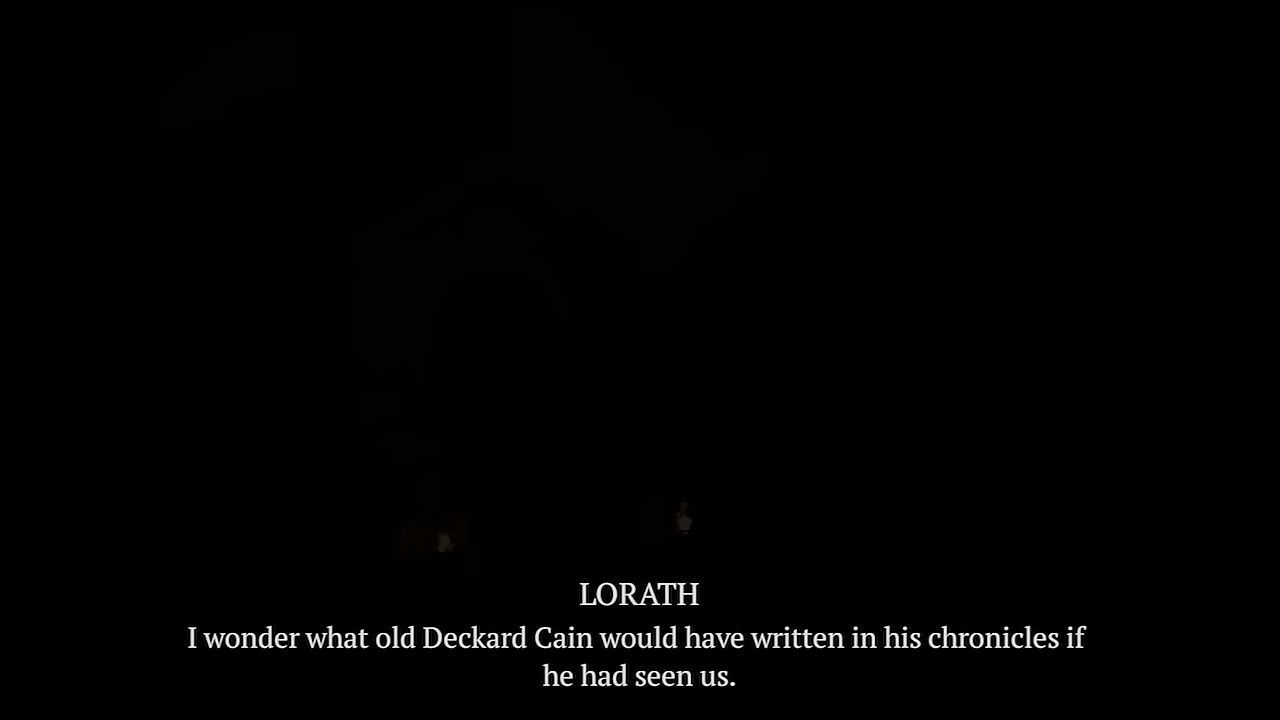 LORATH
I wonder what old Deckard Cain would have written in his chronicles if
he had seen us.